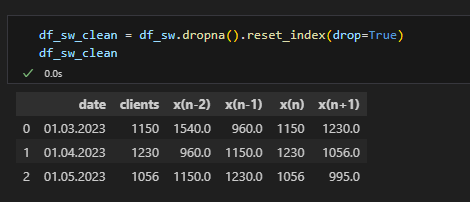 df_sw_clean = df_sw.dropna().reset_index(drop=True)
df_sw_clean
0.0s
date clients x(n-2) x(n-1) x(n) x(n+1)
0 01.03.2023 1150 1540.0 960.0 1150 1230.0
1 01.04.2023 1230 960.0 1150.0 1230 1056.0
2 01.05.2023 1056 1150.0 1230.0 1056 995.0